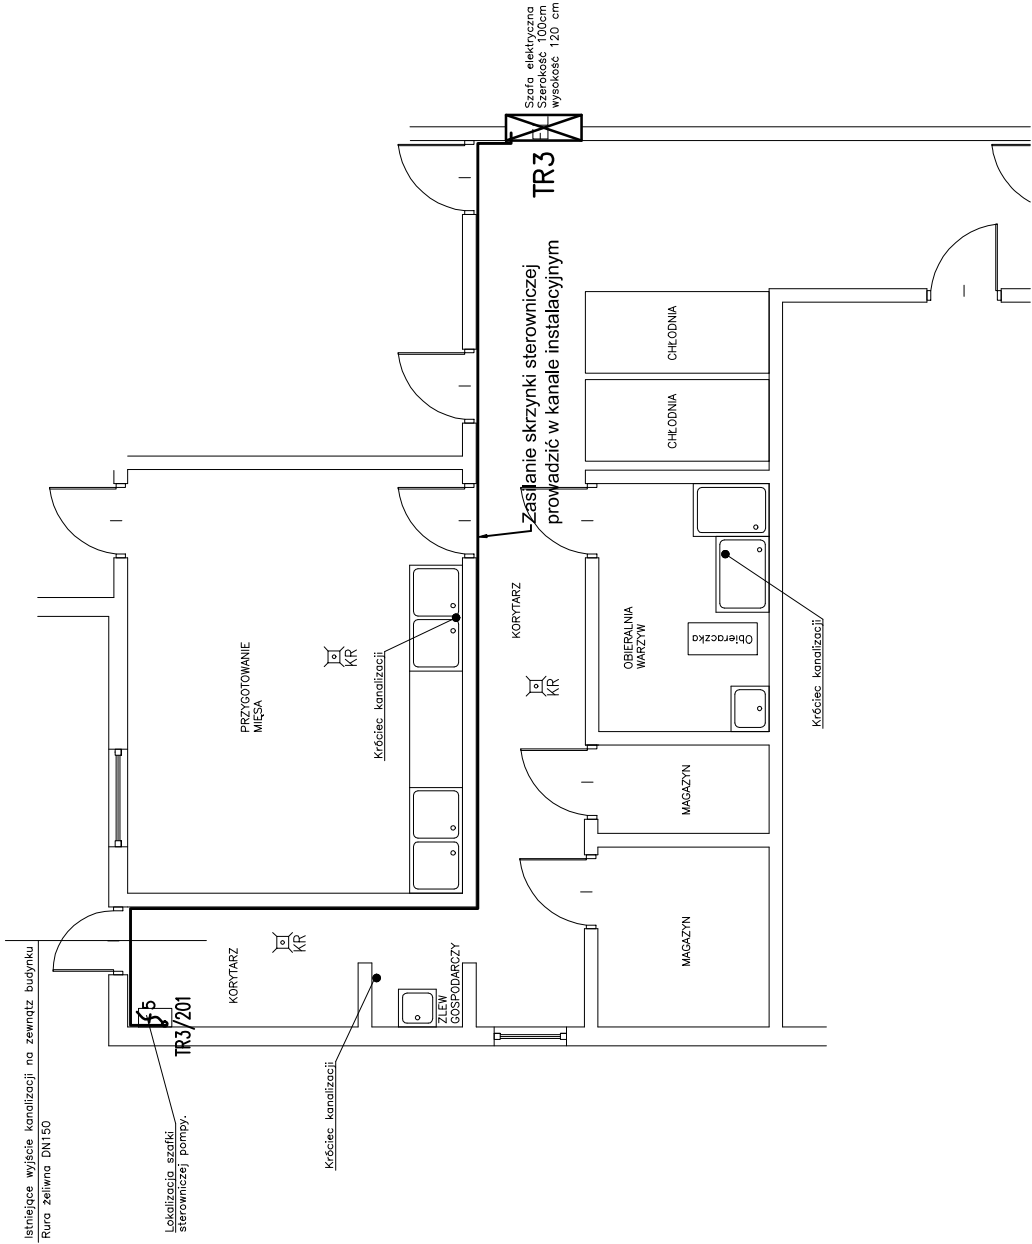 Szafa elektryczna
Szerokość 100cm
wysokość 120 cm
TR3
Zasilanie skrzynki sterowniczej
prowadzić w kanale instalacyjnym
CHŁODNIA
CHŁODNIA
KORYTARZ
OBIERALNIA
WARZYW
Obieraczka
Króciec kanalizacji
PRZYGOTOWANIE
MIĘSA
KR
Króciec kanalizacji
KR
MAGAZYN
MAGAZYN
KORYTARZ
KR
ZLEW
GOSPODARCZY
5
TR3/201
Istniejące wyjście kanalizacji na zewnątz budynku
Rura żeliwna DN150
Lokalizacja szafki
sterowniczej pompy.
Króciec kanalizacji